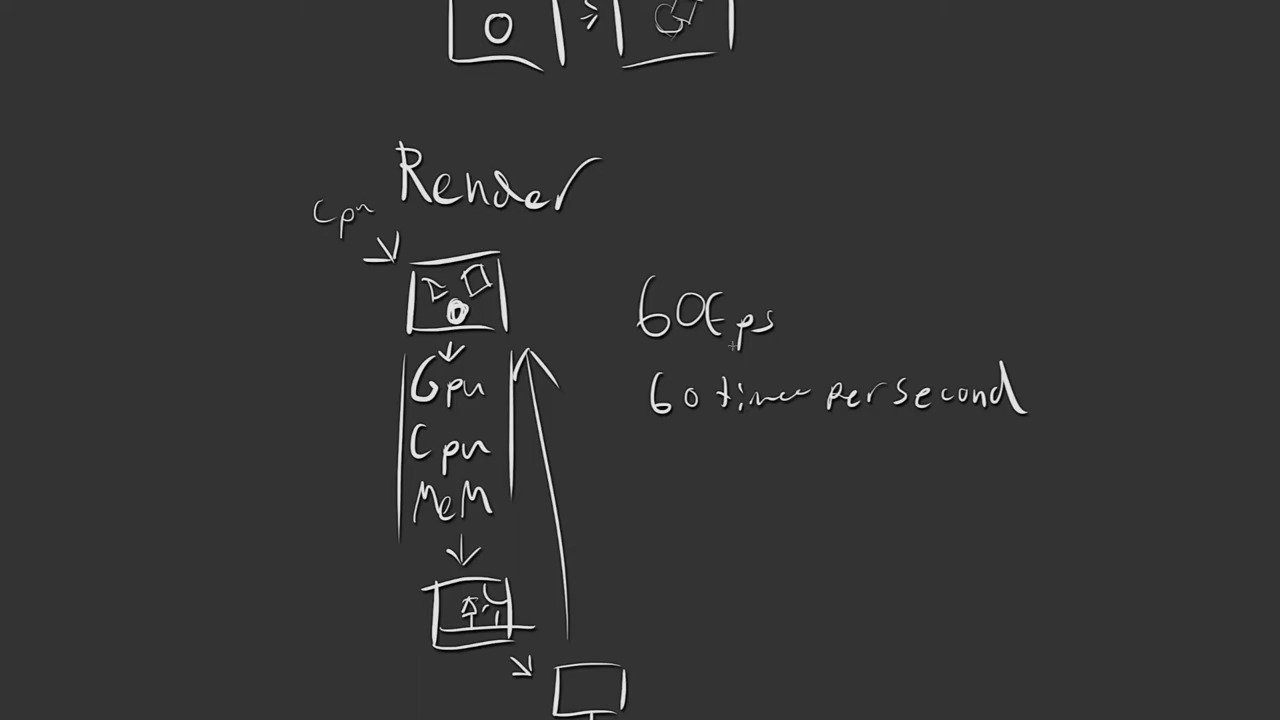 Render
Cpu
60Fps
Gpu
60 times per second
Cpu
MeM